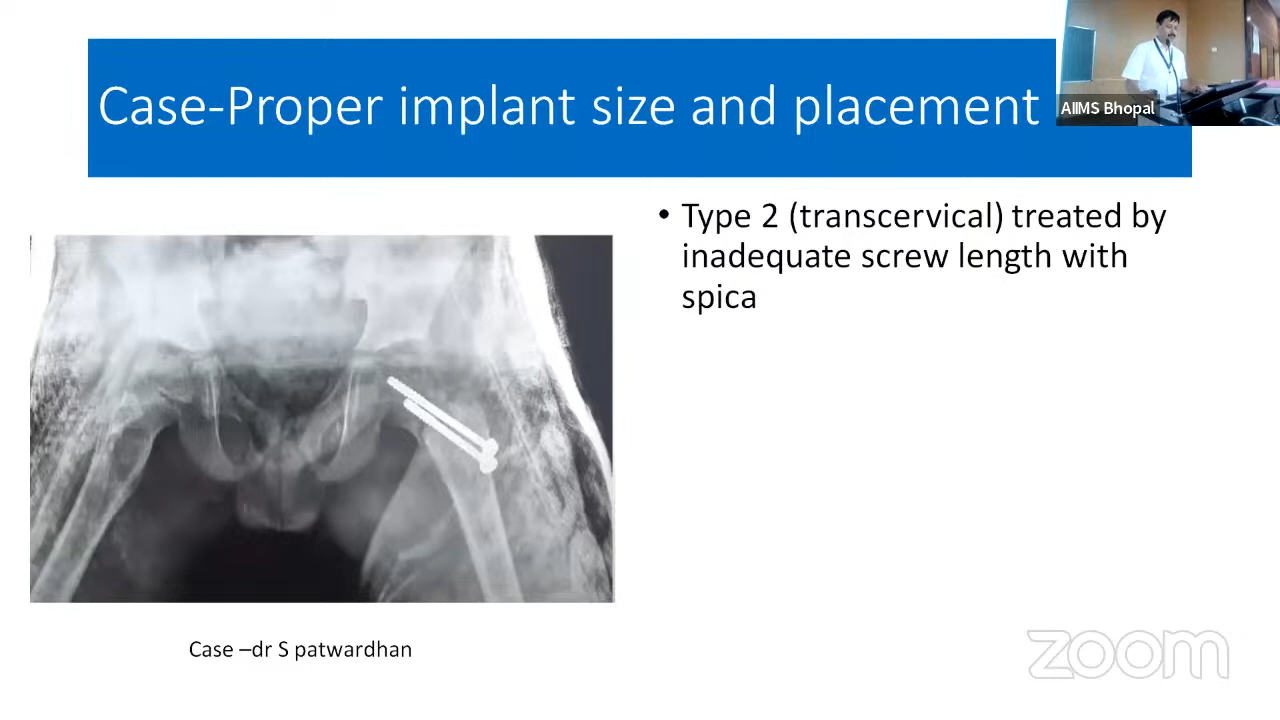 Case-Proper implant size and placement
AIIMS Bhopal
• Type 2 (transcervical) treated by
inadequate screw length with
spica
Case –dr S patwardhan
zoom